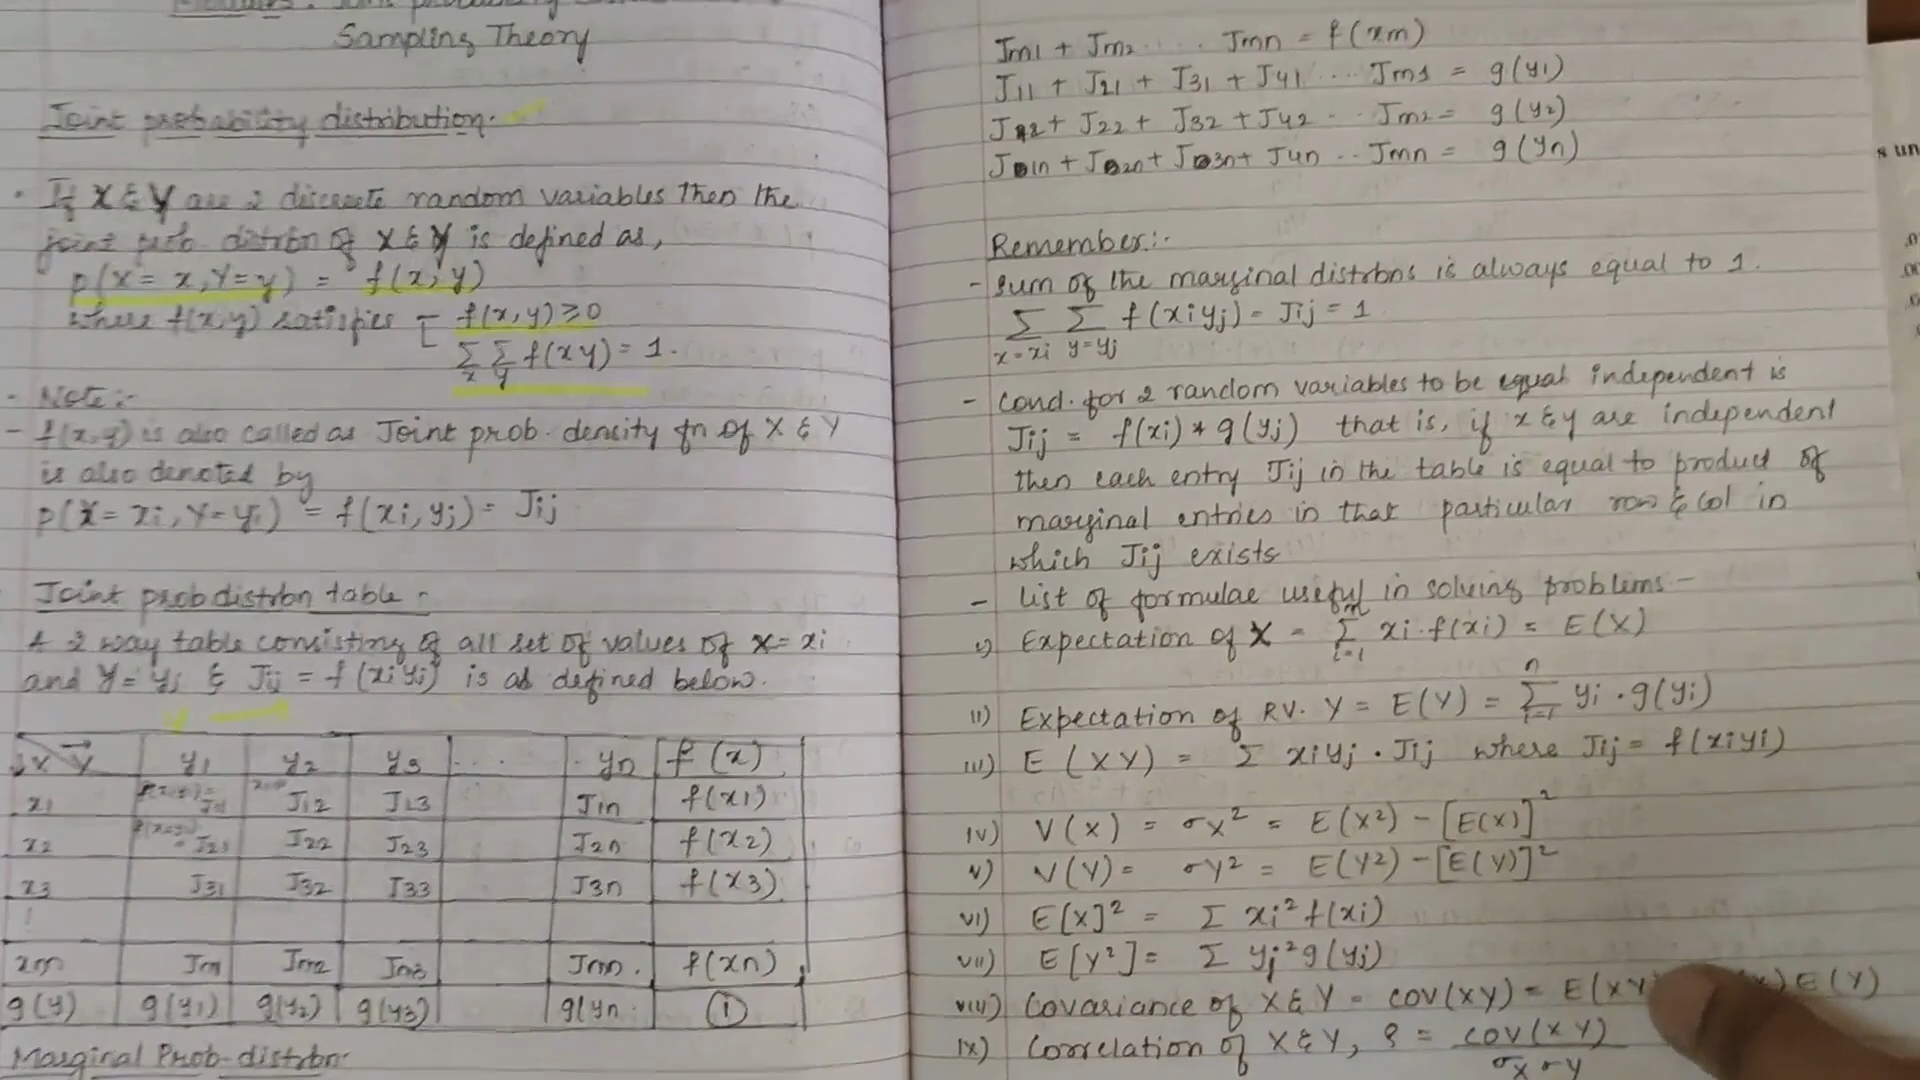 Sampling Theory
Joint probability distribution.
. If X & Y are 2 discrete random variables then the
joint prob. distrbn of X & Y is defined as,
p(X = x, Y=y) = f(x,y)
where f(x,y) satisfies [ f(x,y) ≥ 0
Σx Σy f(xy) = 1.
- Note :-
- f(x,y) is also called as Joint prob. density fn of X & Y
is also denoted by
p(X = xi, Y = yj) = f(xi, yj) = Jij
Joint prob distrbn table :-
A 2 way table consisting of all set of values of x = xi
and y = yj & Jij = f(xi yj) is as defined below.
↓X Y→ y1 y2 y3 . . . . yn f(x)
x1 J12 J13 J1n f(x1)
x2 = J21 J22 J23 J2n f(x2)
x3 J31 J32 J33 J3n f(x3)
xm Jm1 Jm2 Jm3 Jmn. f(xn)
g(y) g(y1) g(y2) g(y3) g(yn 1
Marginal Prob-distrbn:
Jm1 + Jm2 . . . . Jmn = f(xm)
J11 + J21 + J31 + J41 .... Jm1 = g(y1)
J12 + J22 + J32 + J42 .. . Jm2 = g(y2)
J1n + J2n + J3n + J4n .. Jmn = g(yn)
Remember:-
- sum of the marginal distrbns is always equal to 1.
Σ x=xi Σ y=yj f(xi yj) = Jij = 1
- cond. for 2 random variables to be equal independent is
Jij = f(xi) * g(yj) that is, if x & y are independent
then each entry Jij in the table is equal to product of
marginal entries in that particular row & col in
which Jij exists
- list of formulae useful in solving problems -
i) Expectation of X = Σ i=1 m xi. f(xi) = E(X)
ii) Expectation of RV. Y = E(Y) = Σ i=1 n yi . g(yi)
iii) E (XY) = Σ xi yj . Jij where Jij = f(xi yi)
iv) V(X) = σx² = E(X²) - [E(X)]²
v) V(Y) = σY² = E(Y²) - [E(Y)]²
vi) E[X]² = Σ xi² f(xi)
vii) E[Y²] = Σ yj² g(yj)
viii) Covariance of X & Y = COV(XY) = E(XY) E(Y)
ix) Correlation of X & Y, ρ = COV(XY) / σX σY
s un